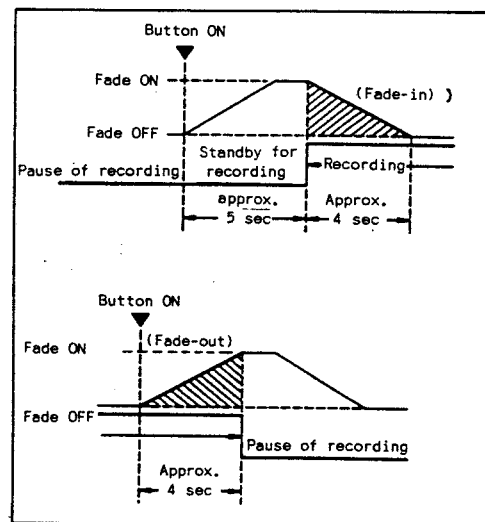 Button ON
Fade ON
(Fade-in) )
Fade OFF
Standby for
recording
Recording
Pause of recording
approx.
5 sec
Approx.
4 sec
Button ON
Fade ON
(Fade-out)
Fade OFF
Pause of recording
Approx.
4 sec